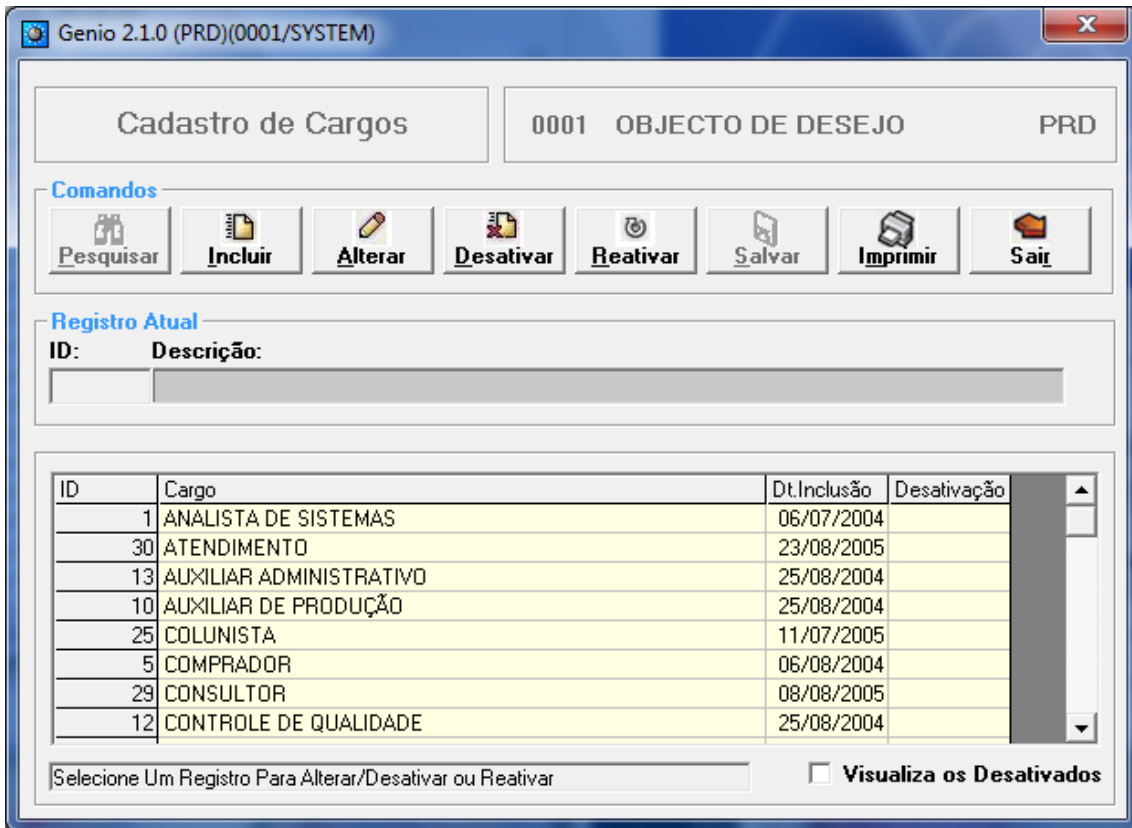 Genio 2.1.0 (PRD)(0001/SYSTEM)
Cadastro de Cargos
0001 OBJECTO DE DESEJO PRD
Comandos
Pesquisar Incluir Alterar Desativar Reativar Salvar Imprimir Sair
Registro Atual
ID: Descrição:
ID Cargo Dt.Inclusão Desativação
1 ANALISTA DE SISTEMAS 06/07/2004
30 ATENDIMENTO 23/08/2005
13 AUXILIAR ADMINISTRATIVO 25/08/2004
10 AUXILIAR DE PRODUÇÃO 25/08/2004
25 COLUNISTA 11/07/2005
5 COMPRADOR 06/08/2004
29 CONSULTOR 08/08/2005
12 CONTROLE DE QUALIDADE 25/08/2004
Selecione Um Registro Para Alterar/Desativar ou Reativar
Visualiza os Desativados